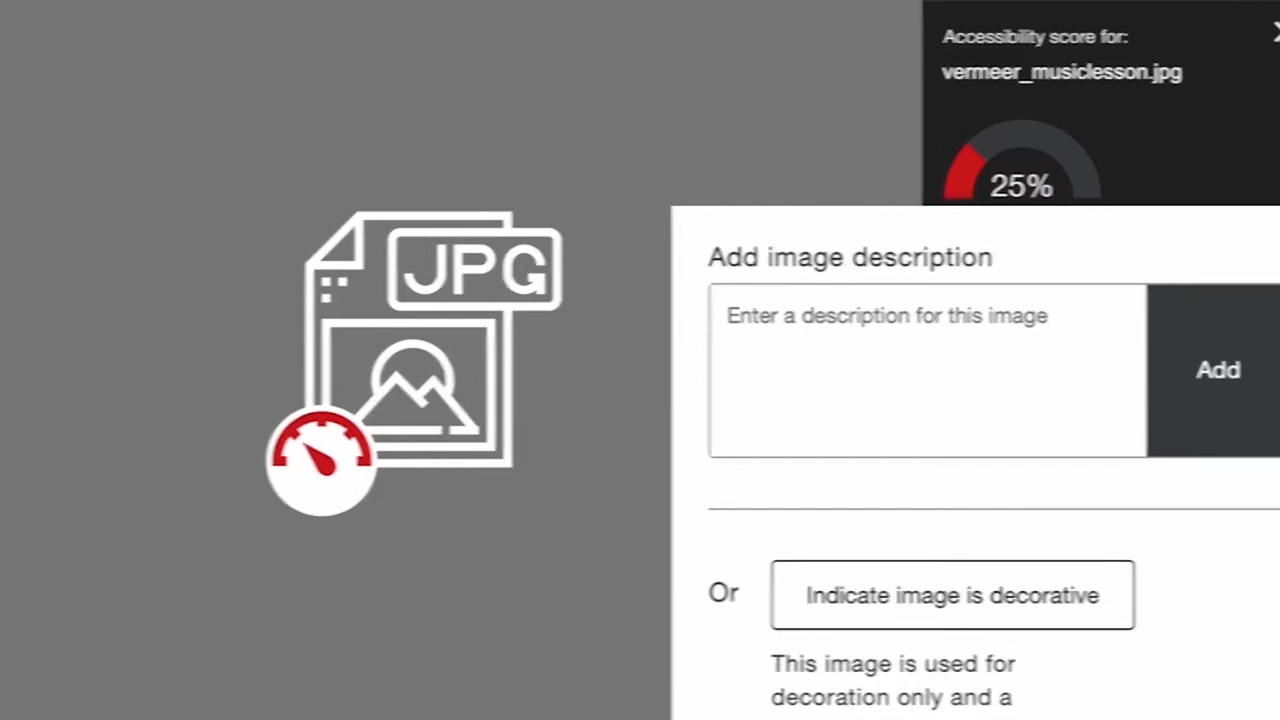 Accessibility score for:
vermeer_musiclesson.jpg
25%
JPG
Add image description
Enter a description for this image
Add
Or
Indicate image is decorative
This image is used for
decoration only and a